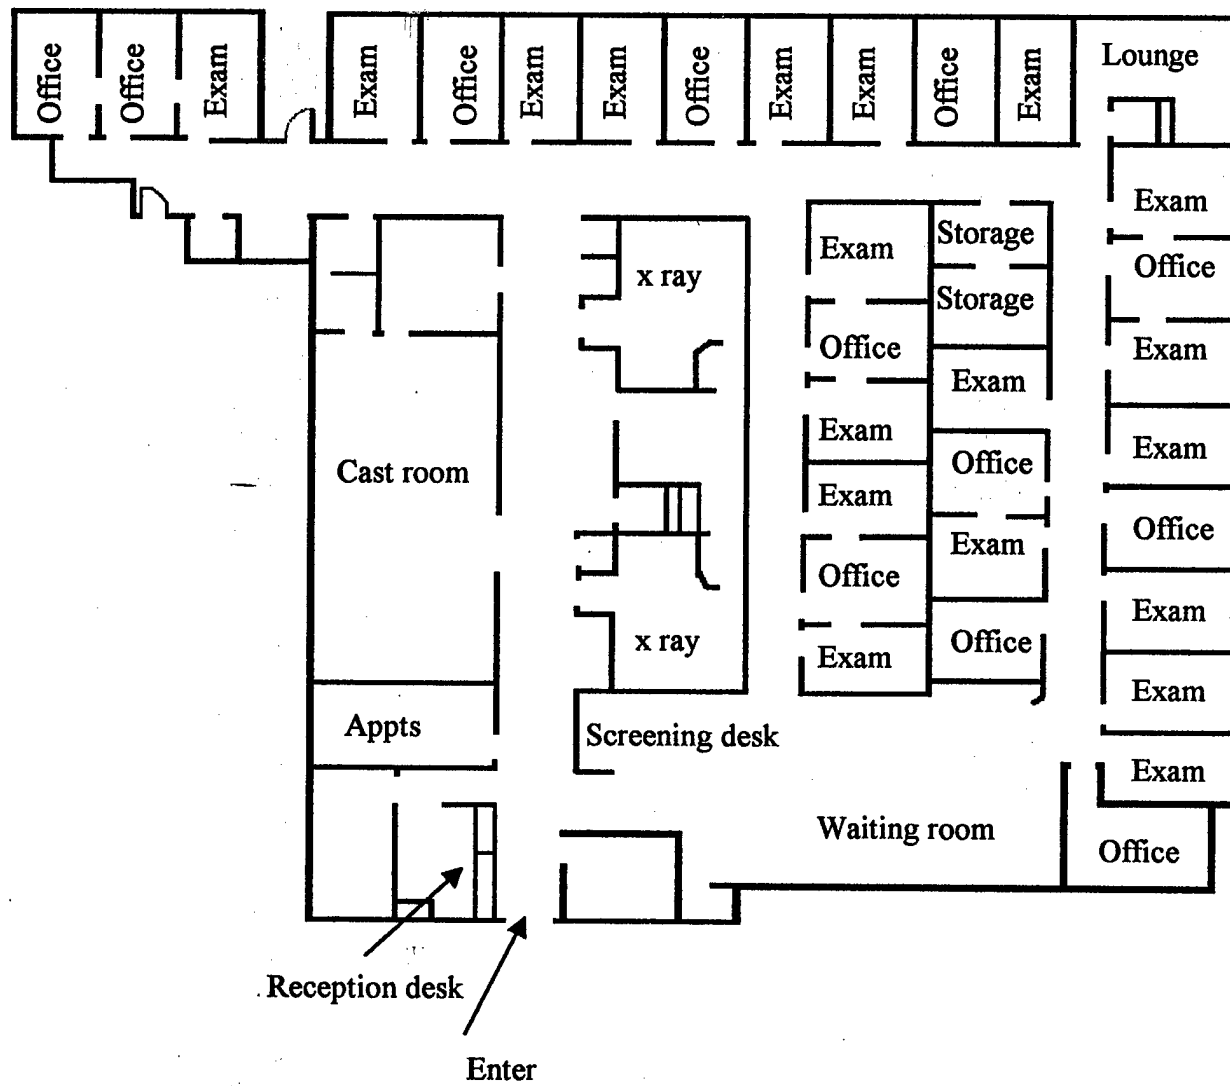 Office
Office
Exam
Exam
Office
Exam
Exam
Office
Exam
Exam
Office
Exam
Lounge
Exam
Office
Exam
Exam
Office
Exam
Exam
Exam
Office
Exam
Office
Exam
Exam
Office
Exam
Storage
Storage
Exam
Office
Exam
Office
x ray
x ray
Cast room
Appts
Screening desk
Waiting room
Reception desk
Enter